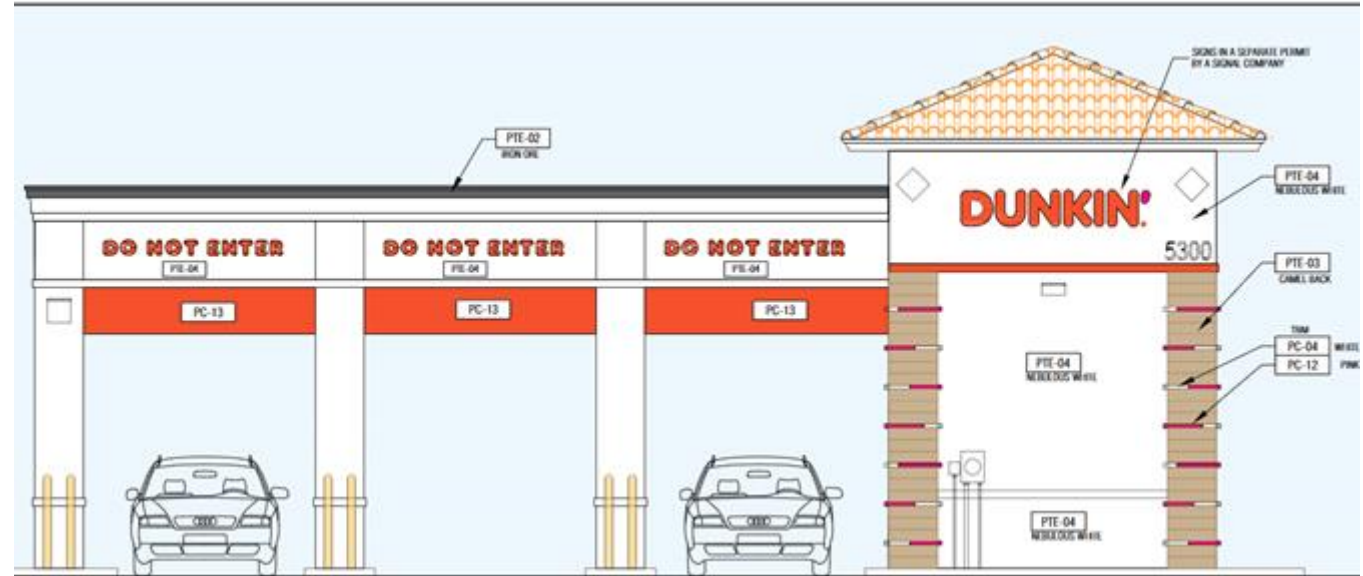 SIGNS IN A SEPARATE PERMIT
BY A SIGNAL COMPANY
PTE-02
IRON ORE
PTE-04
NEBULOUS WHITE
DUNKIN'
DO NOT ENTER
DO NOT ENTER
DO NOT ENTER
PTE-04
PTE-04
PTE-04
5300
PTE-03
CAMEL BACK
PC-13
PC-13
PC-13
TRIM
PC-04 WHITE
PC-12 PINK
PTE-04
NEBULOUS WHITE
PTE-04
NEBULOUS WHITE